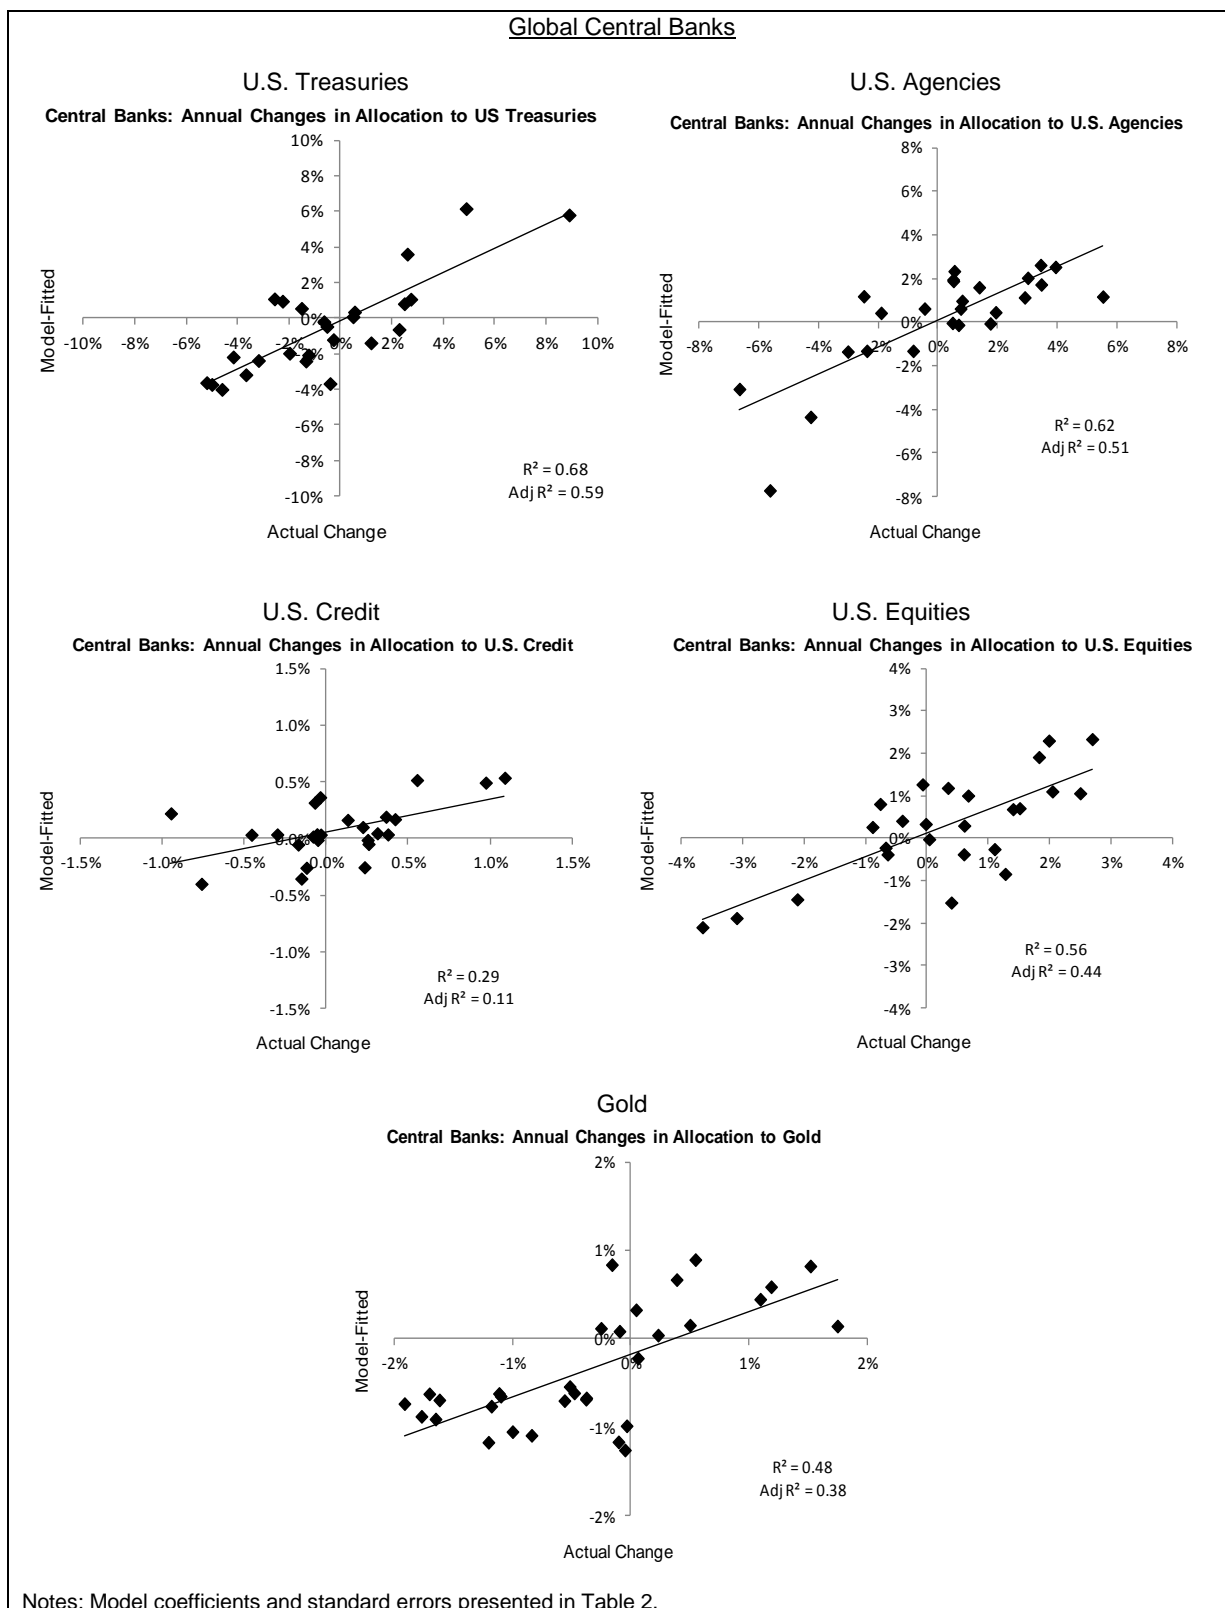 Global Central Banks
U.S. Treasuries
Central Banks: Annual Changes in Allocation to US Treasuries
10%
8%
6%
4%
2%
0%
-2%
-4%
-6%
-8%
-10%
-10% -8% -6% -4% -2% 0% 2% 4% 6% 8% 10%
Model-Fitted
R² = 0.68
Adj R² = 0.59
Actual Change
U.S. Agencies
Central Banks: Annual Changes in Allocation to U.S. Agencies
8%
6%
4%
2%
0%
-2%
-4%
-6%
-8%
-8% -6% -4% -2% 0% 2% 4% 6% 8%
Model-Fitted
R² = 0.62
Adj R² = 0.51
Actual Change
U.S. Credit
Central Banks: Annual Changes in Allocation to U.S. Credit
1.5%
1.0%
0.5%
0.0%
-0.5%
-1.0%
-1.5%
-1.5% -1.0% -0.5% 0.0% 0.5% 1.0% 1.5%
Model-Fitted
R² = 0.29
Adj R² = 0.11
Actual Change
U.S. Equities
Central Banks: Annual Changes in Allocation to U.S. Equities
4%
3%
2%
1%
0%
-1%
-2%
-3%
-4%
-4% -3% -2% -1% 0% 1% 2% 3% 4%
Model-Fitted
R² = 0.56
Adj R² = 0.44
Actual Change
Gold
Central Banks: Annual Changes in Allocation to Gold
2%
1%
0%
-1%
-2%
-2% -1% 0% 1% 2%
Model-Fitted
R² = 0.48
Adj R² = 0.38
Actual Change
Notes: Model coefficients and standard errors presented in Table 2.